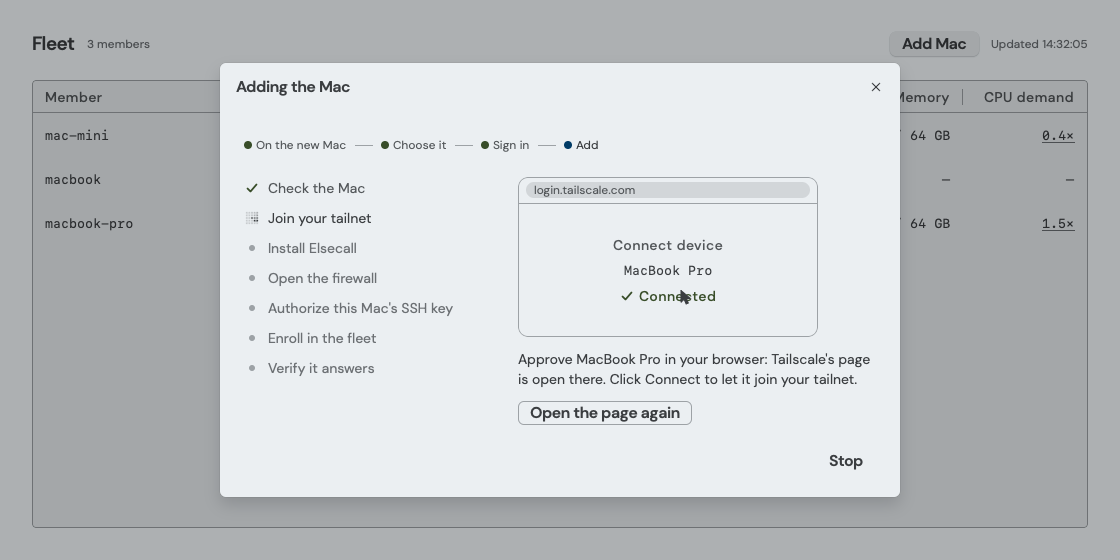 Fleet
3 members
Add Mac
Updated 14:32:05
Member
Memory
CPU demand
mac-mini
64 GB
0.4×
macbook
—
—
macbook-pro
64 GB
1.5×
Adding the Mac
×
On the new Mac
Choose it
Sign in
Add
Check the Mac
Join your tailnet
Install Elsecall
Open the firewall
Authorize this Mac's SSH key
Enroll in the fleet
Verify it answers
login.tailscale.com
Connect device
MacBook Pro
Connected
Approve MacBook Pro in your browser: Tailscale's page
is open there. Click Connect to let it join your tailnet.
Open the page again
Stop